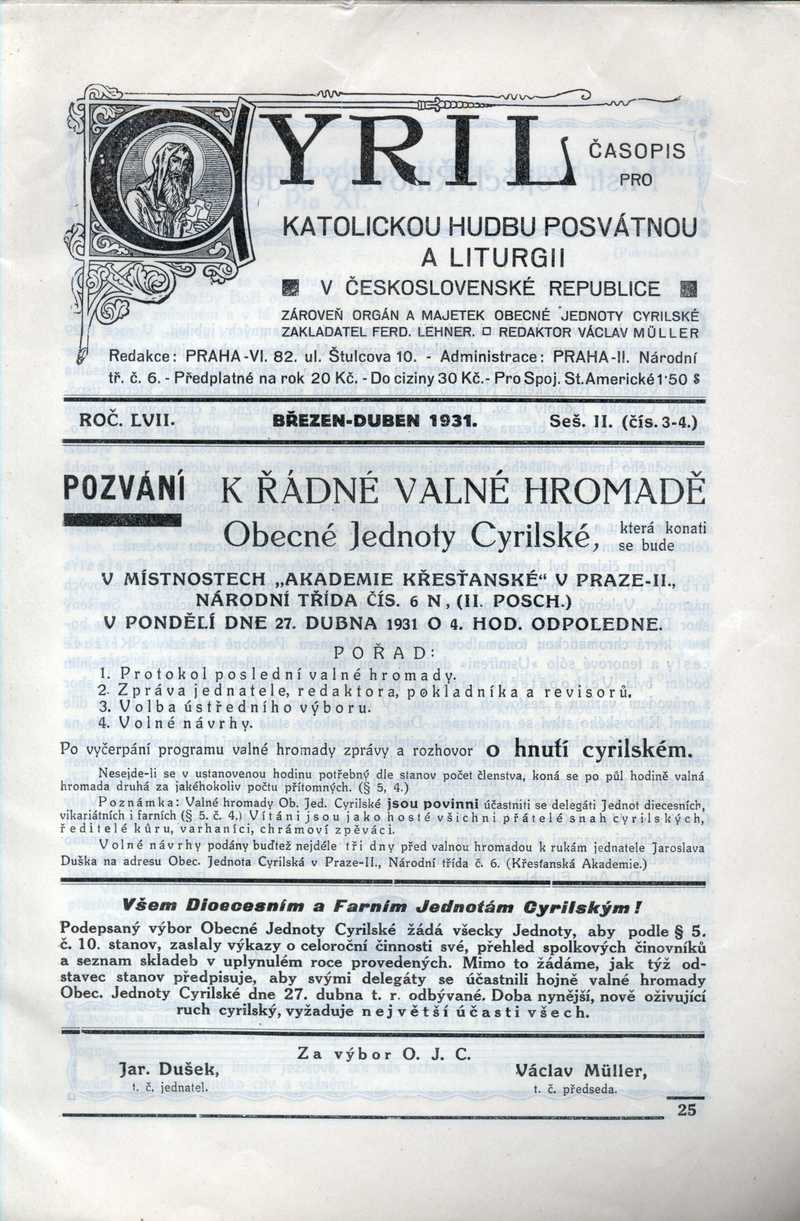 CYRIL
ČASOPIS
PRO
KATOLICKOU HUDBU POSVÁTNOU
A LITURGII
V ČESKOSLOVENSKÉ REPUBLICE
ZÁROVEŇ ORGÁN A MAJETEK OBECNÉ JEDNOTY CYRILSKÉ
ZAKLADATEL FERD. LEHNER. □ REDAKTOR VÁCLAV MÜLLER
Redakce: PRAHA-VI. 82. ul. Štulcova 10. - Administrace: PRAHA-II. Národní
tř. č. 6. - Předplatné na rok 20 Kč. - Do ciziny 30 Kč.- Pro Spoj. St. Americké 1·50 $
ROČ. ĽVII. BŘEZEN-DUBEN 1931. Seš. II. (čís. 3-4.)
POZVÁNÍ K ŘÁDNÉ VALNÉ HROMADĚ
Obecné Jednoty Cyrilské, která konati
se bude
V MÍSTNOSTECH „AKADEMIE KŘESŤANSKÉ“ V PRAZE-II.,
NÁRODNÍ TŘÍDA ČÍS. 6 N, (II. POSCH.)
V PONDĚLÍ DNE 27. DUBNA 1931 O 4. HOD. ODPOLEDNE.
POŘAD:
1. Protokol poslední valné hromady.
2. Zpráva jednatele, redaktora, pokladníka a revisorů.
3. Volba ústředního výboru.
4. Volné návrhy.
Po vyčerpání programu valné hromady zprávy a rozhovor o hnutí cyrilském.
Nesejde-li se v ustanovenou hodinu potřebný dle stanov počet členstva, koná se po půl hodině valná
hromada druhá za jakéhokoliv počtu přítomných. (§ 5, 4.)
Poznámka: Valné hromady Ob. Jed. Cyrilské jsou povinni účastniti se delegáti Jednot diecesních,
vikariátních i farních (§ 5. č. 4.) Vítáni jsou jako hosté všichni přátelé snah cyrilských,
ředitelé kůru, varhaníci, chrámoví zpěváci.
Volné návrhy podány buďtež nejdéle tři dny před valnou hromadou k rukám jednatele Jaroslava
Duška na adresu Obec. Jednota Cyrilská v Praze-II., Národní třída č. 6. (Křesťanská Akademie.)
Všem Dioecesním a Farním Jednotám Cyrilským!
Podepsaný výbor Obecné Jednoty Cyrilské žádá všecky Jednoty, aby podle § 5.
č. 10. stanov, zaslaly výkazy o celoroční činnosti své, přehled spolkových činovníků
a seznam skladeb v uplynulém roce provedených. Mimo to žádáme, jak týž od-
stavec stanov předpisuje, aby svými delegáty se účastnili hojně valné hromady
Obec. Jednoty Cyrilské dne 27. dubna t. r. odbývané. Doba nynější, nově oživující
ruch cyrilský, vyžaduje největší účasti všech.
Za výbor O. J. C.
Jar. Dušek, Václav Müller,
t. č. jednatel. t. č. předseda.
25